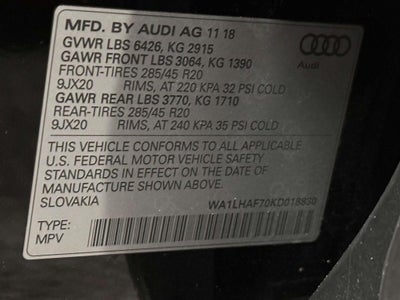 MFD. BY AUDI AG 11 18
GVWR LBS 6426, KG 2915
GAWR FRONT LBS 3064, KG 1390
FRONT-TIRES 285/45 R20
9JX20 RIMS, AT 220 KPA 32 PSI COLD
GAWR REAR LBS 3770, KG 1710
REAR-TIRES 285/45 R20
9JX20 RIMS, AT 240 KPA 35 PSI COLD
Audi
THIS VEHICLE CONFORMS TO ALL APPLICABLE
U.S. FEDERAL MOTOR VEHICLE SAFETY
STANDARDS IN EFFECT ON THE DATE OF
MANUFACTURE SHOWN ABOVE.
SLOVAKIA WA1LHAF70KD018830
TYPE:
MPV